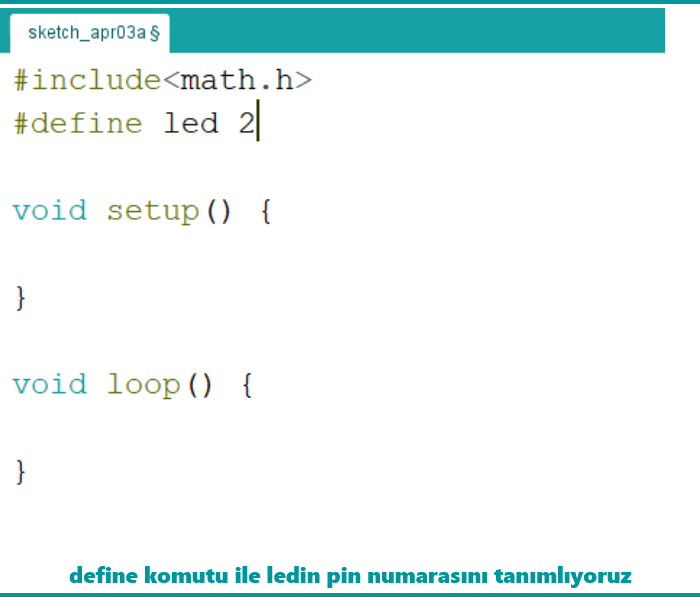 sketch_apr03a §
#include<math.h>
#define led 2
void setup() {
}
void loop() {
}
define komutu ile ledin pin numarasını tanımlıyoruz